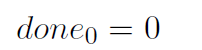 done₀ = 0